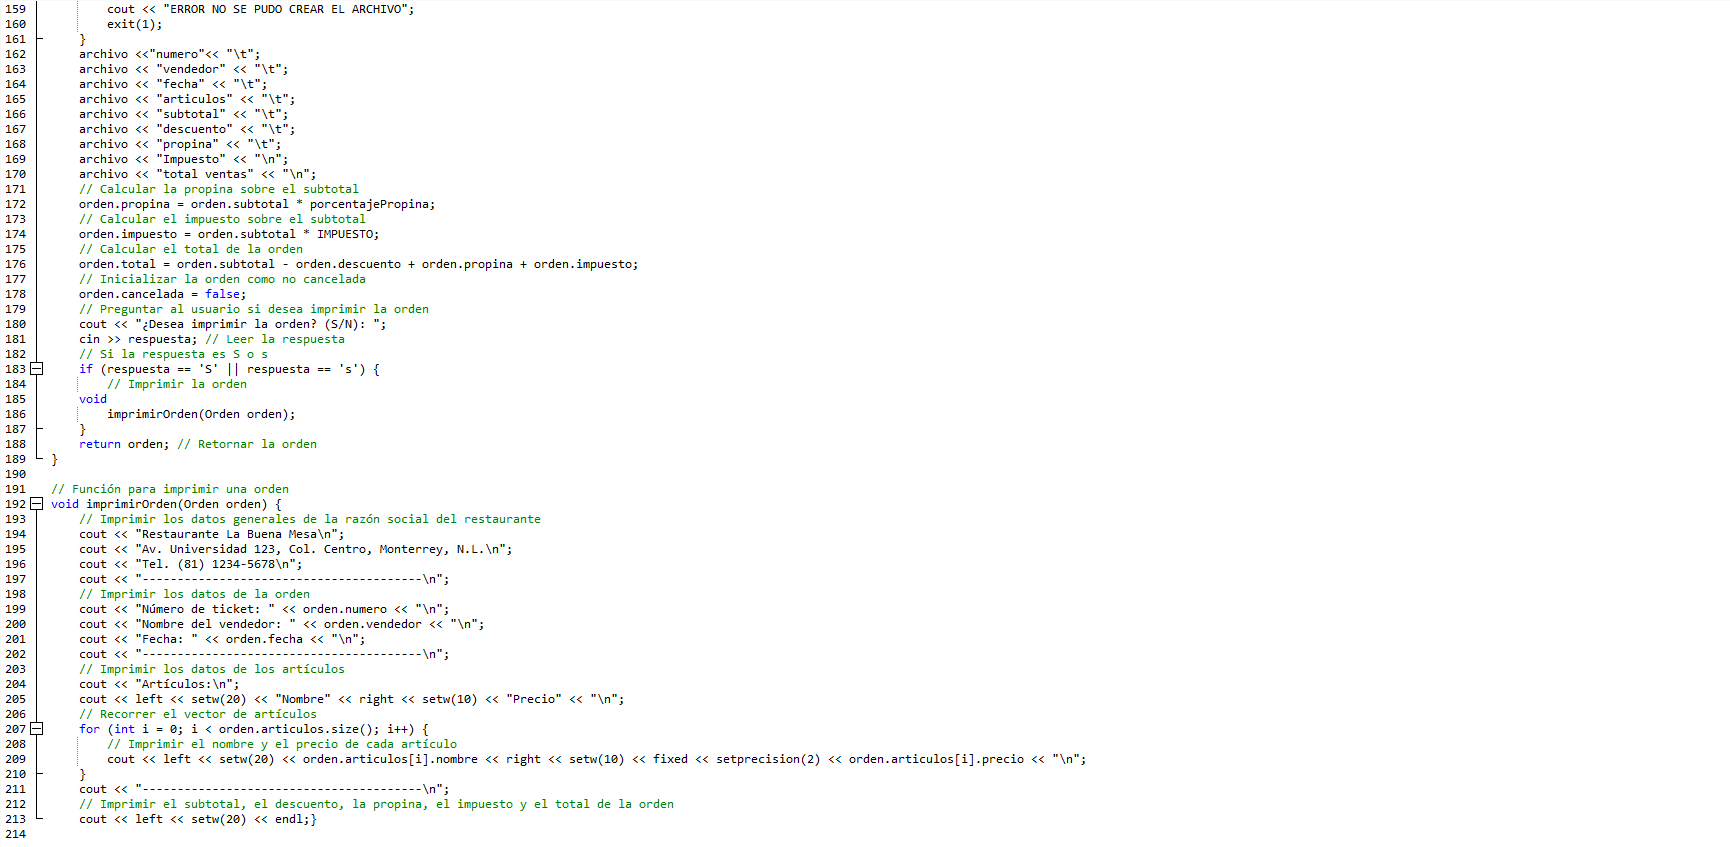 159 cout << "ERROR NO SE PUDO CREAR EL ARCHIVO";
160 exit(1);
161 }
162 archivo <<"numero"<< "\t";
163 archivo << "vendedor" << "\t";
164 archivo << "fecha" << "\t";
165 archivo << "articulos" << "\t";
166 archivo << "subtotal" << "\t";
167 archivo << "descuento" << "\t";
168 archivo << "propina" << "\t";
169 archivo << "Impuesto" << "\n";
170 archivo << "total ventas" << "\n";
171 // Calcular la propina sobre el subtotal
172 orden.propina = orden.subtotal * porcentajePropina;
173 // Calcular el impuesto sobre el subtotal
174 orden.impuesto = orden.subtotal * IMPUESTO;
175 // Calcular el total de la orden
176 orden.total = orden.subtotal - orden.descuento + orden.propina + orden.impuesto;
177 // Inicializar la orden como no cancelada
178 orden.cancelada = false;
179 // Preguntar al usuario si desea imprimir la orden
180 cout << "¿Desea imprimir la orden? (S/N): ";
181 cin >> respuesta; // Leer la respuesta
182 // Si la respuesta es S o s
183 if (respuesta == 'S' || respuesta == 's') {
184 // Imprimir la orden
185 void
186 imprimirOrden(Orden orden);
187 }
188 return orden; // Retornar la orden
189 }
190
191 // Función para imprimir una orden
192 void imprimirOrden(Orden orden) {
193 // Imprimir los datos generales de la razón social del restaurante
194 cout << "Restaurante La Buena Mesa\n";
195 cout << "Av. Universidad 123, Col. Centro, Monterrey, N.L.\n";
196 cout << "Tel. (81) 1234-5678\n";
197 cout << "----------------------------------------\n";
198 // Imprimir los datos de la orden
199 cout << "Número de ticket: " << orden.numero << "\n";
200 cout << "Nombre del vendedor: " << orden.vendedor << "\n";
201 cout << "Fecha: " << orden.fecha << "\n";
202 cout << "----------------------------------------\n";
203 // Imprimir los datos de los artículos
204 cout << "Artículos:\n";
205 cout << left << setw(20) << "Nombre" << right << setw(10) << "Precio" << "\n";
206 // Recorrer el vector de artículos
207 for (int i = 0; i < orden.articulos.size(); i++) {
208 // Imprimir el nombre y el precio de cada artículo
209 cout << left << setw(20) << orden.articulos[i].nombre << right << setw(10) << fixed << setprecision(2) << orden.articulos[i].precio << "\n";
210 }
211 cout << "----------------------------------------\n";
212 // Imprimir el subtotal, el descuento, la propina, el impuesto y el total de la orden
213 cout << left << setw(20) << endl;}
214